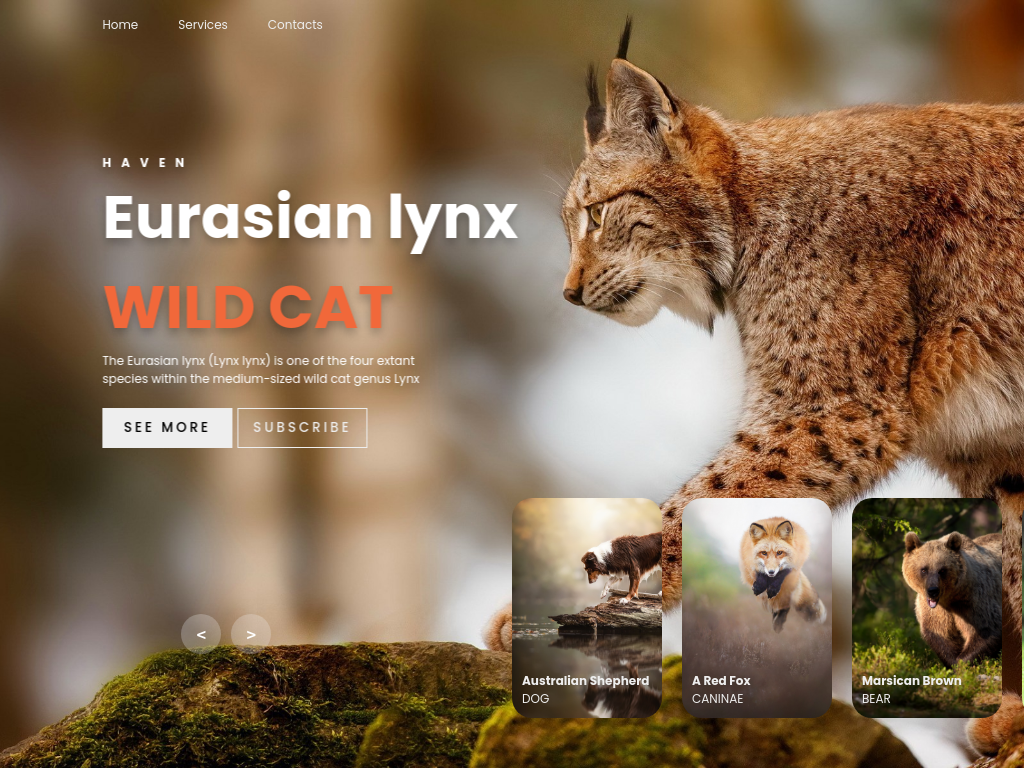 Home Services Contacts
HAVEN
Eurasian lynx
WILD CAT
The Eurasian lynx (Lynx lynx) is one of the four extant
species within the medium-sized wild cat genus Lynx
SEE MORE SUBSCRIBE
< >
Australian Shepherd
DOG
A Red Fox
CANINAE
Marsican Brown
BEAR